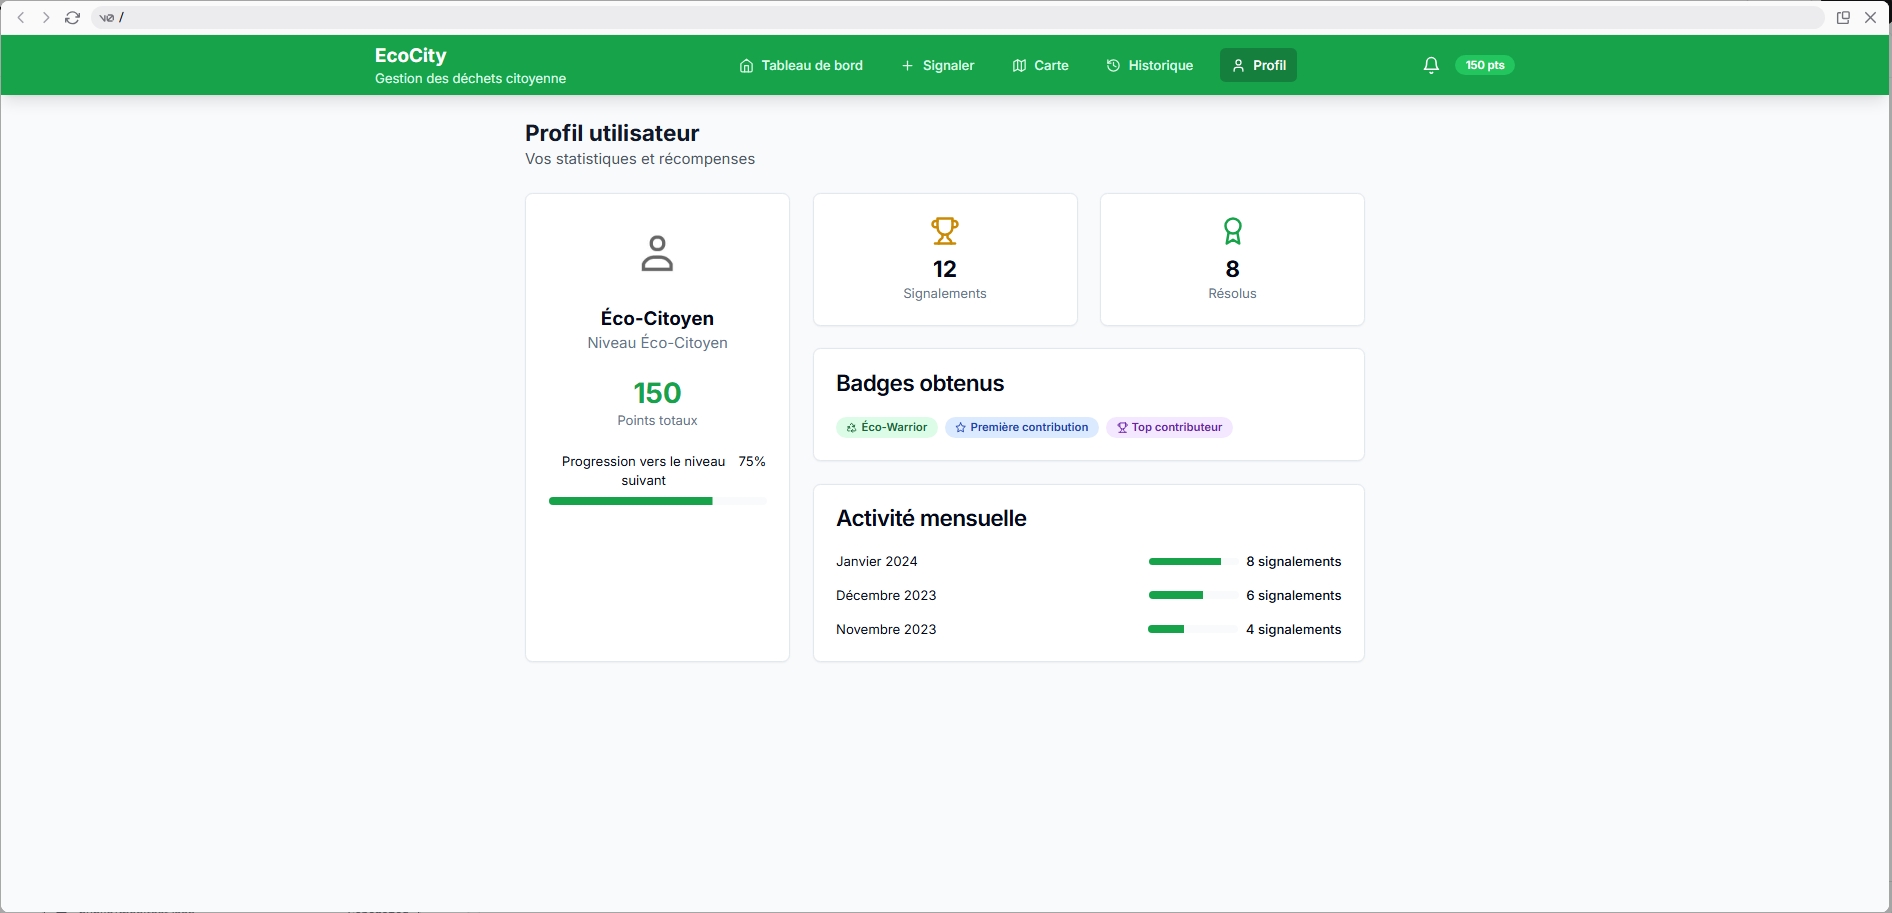 /
EcoCity
Gestion des déchets citoyenne
Tableau de bord
Signaler
Carte
Historique
Profil
150 pts
Profil utilisateur
Vos statistiques et récompenses
Éco-Citoyen
Niveau Éco-Citoyen
150
Points totaux
Progression vers le niveau suivant 75%
12
Signalements
8
Résolus
Badges obtenus
Éco-Warrior
Première contribution
Top contributeur
Activité mensuelle
Janvier 2024 8 signalements
Décembre 2023 6 signalements
Novembre 2023 4 signalements